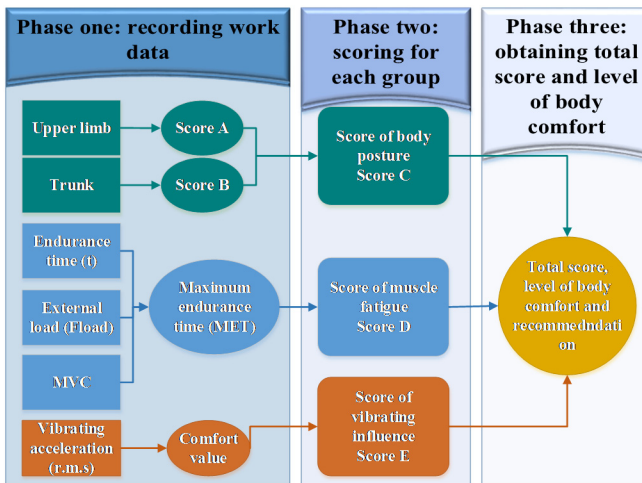 Phase one: recording work
data
Phase two:
scoring for
each group
Phase three:
obtaining total
score and level
of body
comfort
Upper limb
Score A
Trunk
Score B
Score of body
posture
Score C
Endurance
time (t)
External
load (Fload)
MVC
Maximum
endurance
time (MET)
Score of muscle
fatigue
Score D
Total score,
level of body
comfort and
recommedndati
on
Vibrating
acceleration
(r.m.s)
Comfort
value
Score of
vibrating
influence
Score E